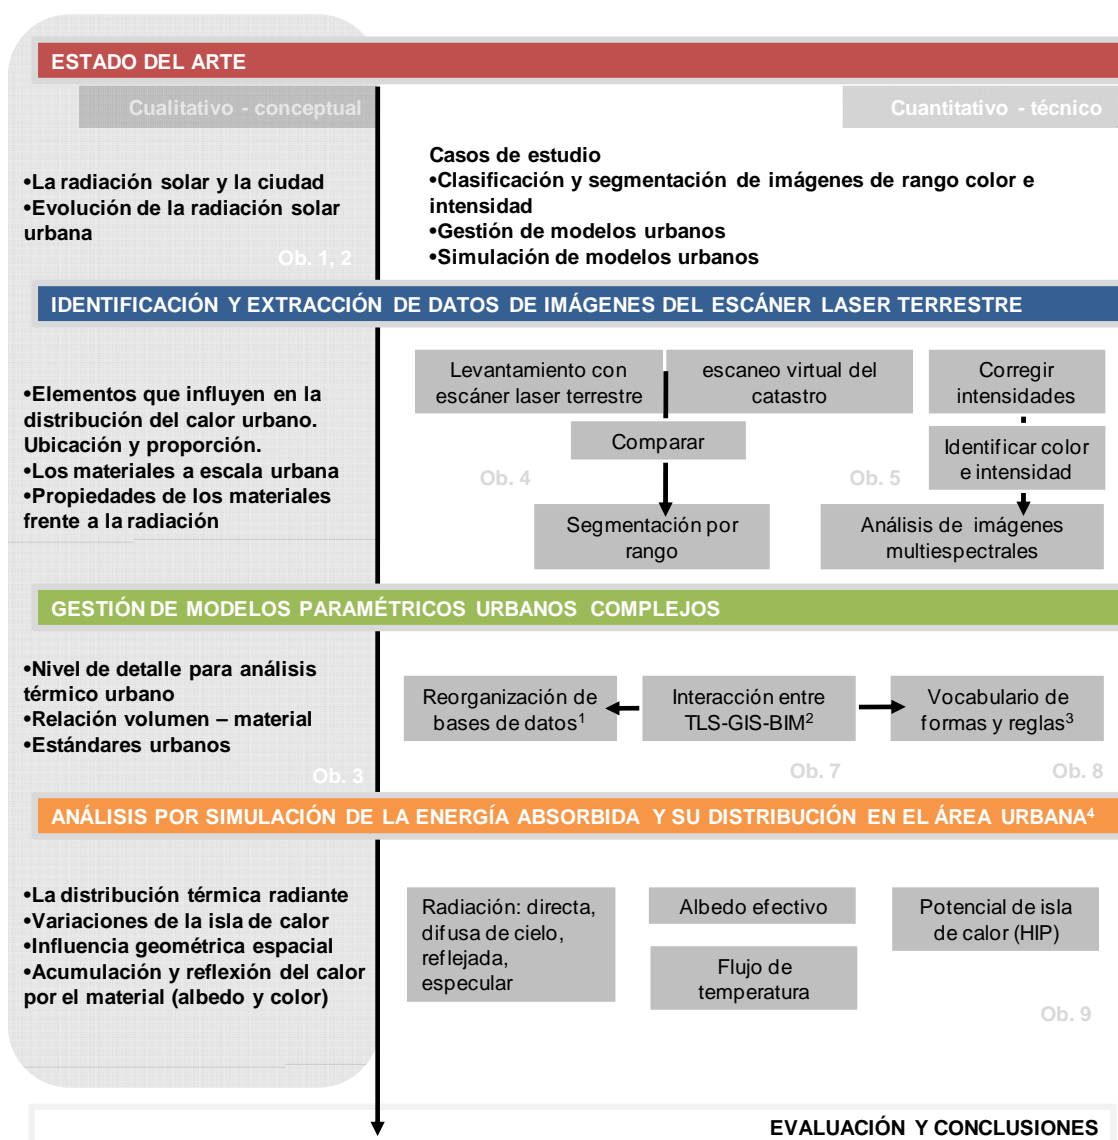 ESTADO DEL ARTE
Cualitativo - conceptual
Cuantitativo - técnico
•La radiación solar y la ciudad
•Evolución de la radiación solar
urbana
Ob. 1, 2
Casos de estudio
•Clasificación y segmentación de imágenes de rango color e
intensidad
•Gestión de modelos urbanos
•Simulación de modelos urbanos
IDENTIFICACIÓN Y EXTRACCIÓN DE DATOS DE IMÁGENES DEL ESCÁNER LASER TERRESTRE
•Elementos que influyen en la
distribución del calor urbano.
Ubicación y proporción.
•Los materiales a escala urbana
•Propiedades de los materiales
frente a la radiación
Levantamiento con
escáner laser terrestre
escaneo virtual del
catastro
Comparar
Ob. 4
Segmentación por
rango
Corregir
intensidades
Identificar color
e intensidad
Ob. 5
Análisis de imágenes
multiespectrales
GESTIÓN DE MODELOS PARAMÉTRICOS URBANOS COMPLEJOS
•Nivel de detalle para análisis
térmico urbano
•Relación volumen – material
•Estándares urbanos
Ob. 3
Reorganización de
bases de datos¹
Interacción entre
TLS-GIS-BIM²
Vocabulario de
formas y reglas³
Ob. 7
Ob. 8
ANÁLISIS POR SIMULACIÓN DE LA ENERGÍA ABSORBIDA Y SU DISTRIBUCIÓN EN EL ÁREA URBANA⁴
•La distribución térmica radiante
•Variaciones de la isla de calor
•Influencia geométrica espacial
•Acumulación y reflexión del calor
por el material (albedo y color)
Radiación: directa,
difusa de cielo,
reflejada,
especular
Albedo efectivo
Flujo de
temperatura
Potencial de isla
de calor (HIP)
Ob. 9
EVALUACIÓN Y CONCLUSIONES